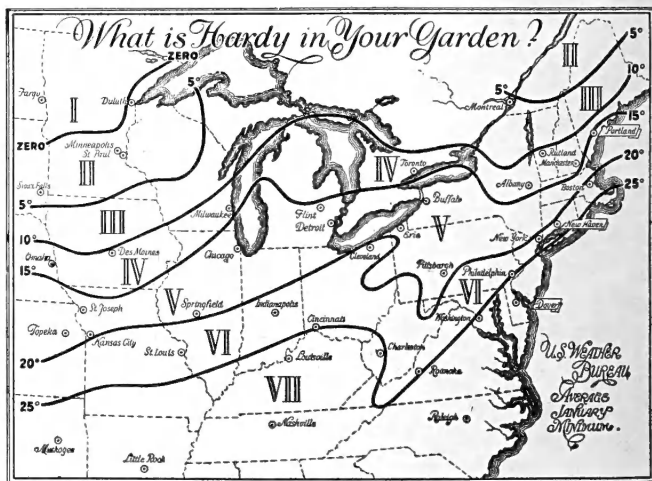 What is Hardy in Your Garden?
ZERO
5°
II
5°
10°
Fargo
I
Duluth
5°
Montreal
III
15°
ZERO
Minneapolis
St Paul
II
Portland
Rutland
Manchester
IV
Toronto
20°
Sioux Falls
Albany
Boston
25°
5°
III
Milwaukee
Flint
Detroit
Buffalo
V
Erie
New Haven
10°
Omaha
Des Moines
Chicago
Cleveland
New York
15°
IV
Pittsburgh
Philadelphia
St Joseph
V
Springfield
Indianapolis
VI
Dover
Topeka
Kansas City
VI
Cincinnati
Washington
20°
St Louis
Louisville
Charleston
Roanoke
25°
VIII
Nashville
Raleigh
Muskogee
Little Rock
U.S. WEATHER
BUREAU
AVERAGE
JANUARY
MINIMUM.